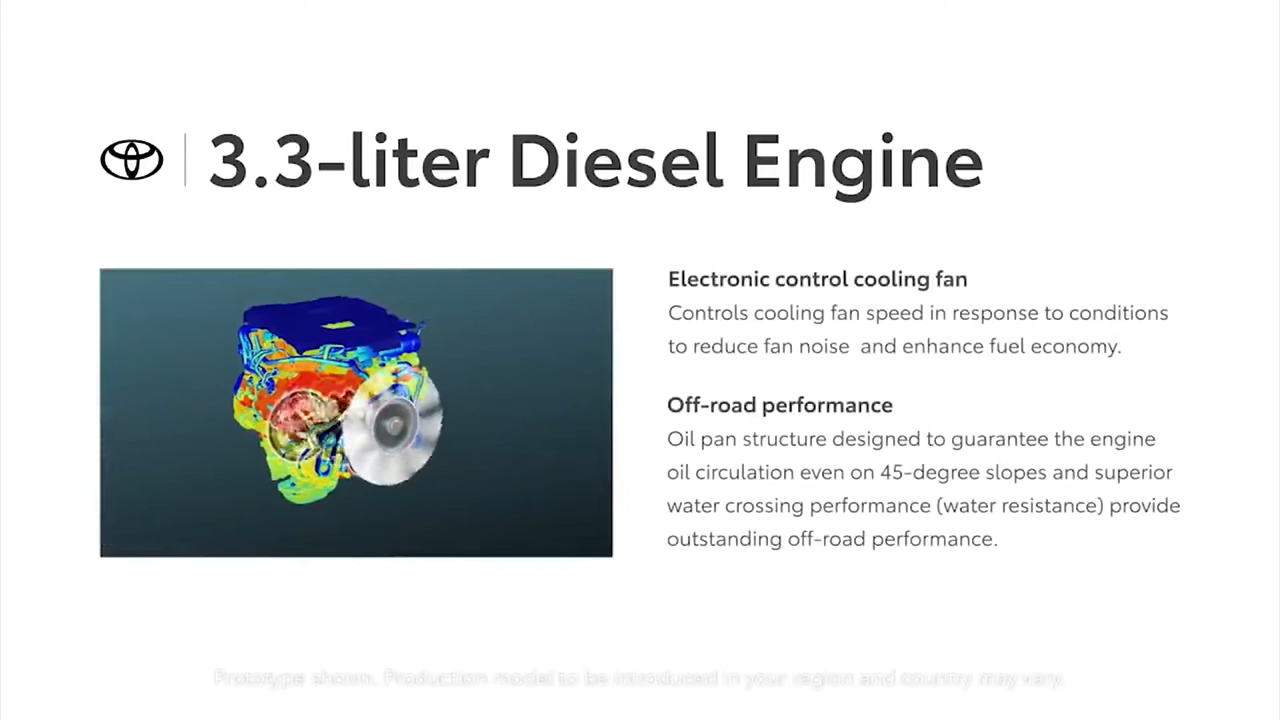 3.3-liter Diesel Engine
Electronic control cooling fan
Controls cooling fan speed in response to conditions
to reduce fan noise  and enhance fuel economy.
Off-road performance
Oil pan structure designed to guarantee the engine
oil circulation even on 45-degree slopes and superior
water crossing performance (water resistance) provide
outstanding off-road performance.
Prototype shown. Production model to be introduced in your region and country may vary.